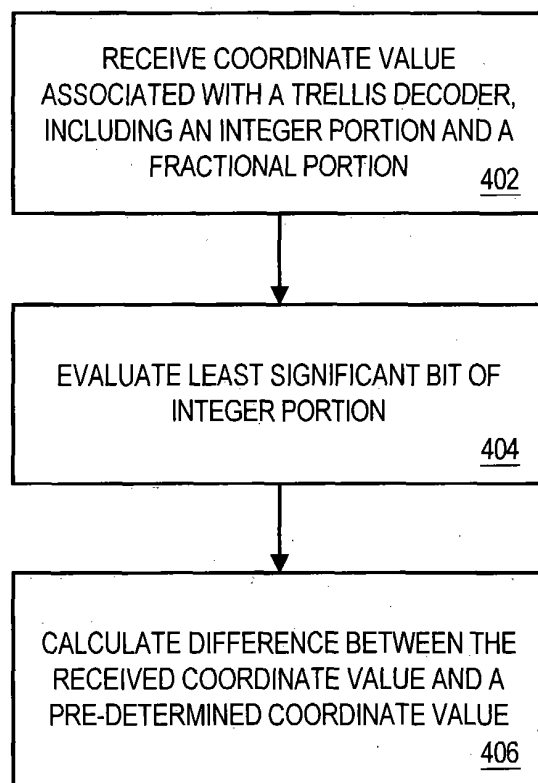 RECEIVE COORDINATE VALUE
ASSOCIATED WITH A TRELLIS DECODER,
INCLUDING AN INTEGER PORTION AND A
FRACTIONAL PORTION
402
EVALUATE LEAST SIGNIFICANT BIT OF
INTEGER PORTION
404
CALCULATE DIFFERENCE BETWEEN THE
RECEIVED COORDINATE VALUE AND A
PRE-DETERMINED COORDINATE VALUE
406